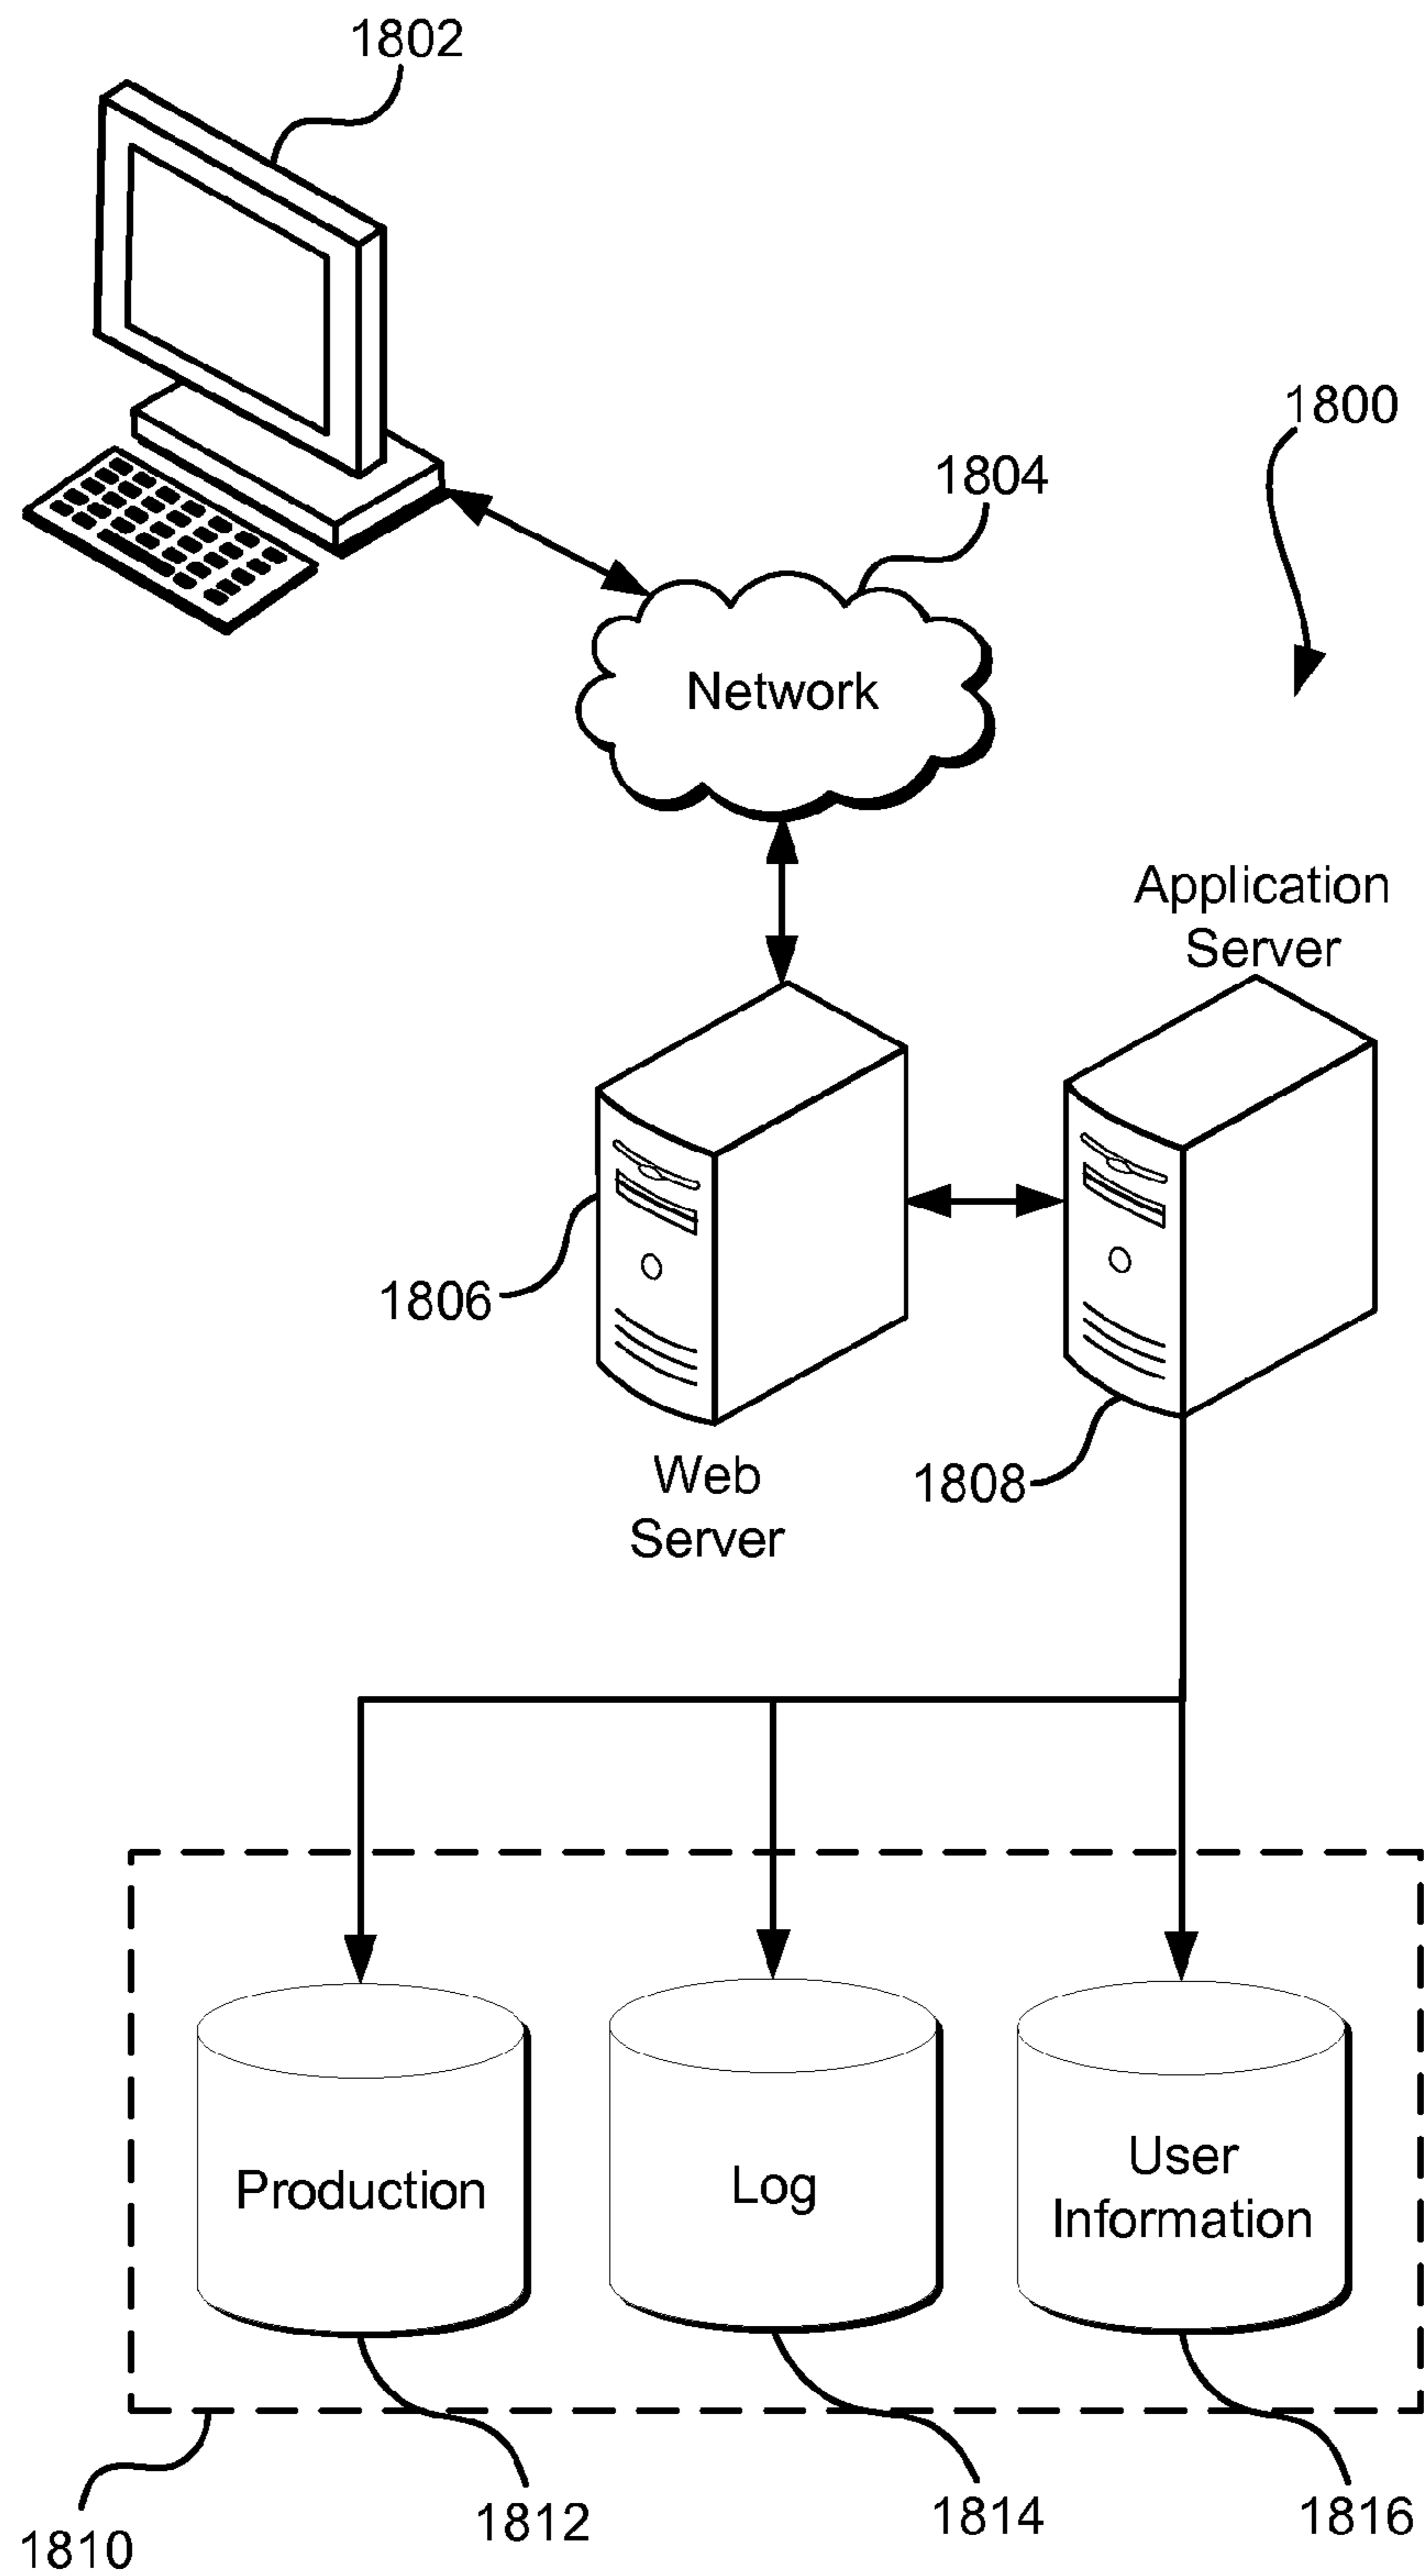 1802
1800
1804
Network
Application
Server
1806
Web
Server
1808
Production
Log
User
Information
1810
1812
1814
1816